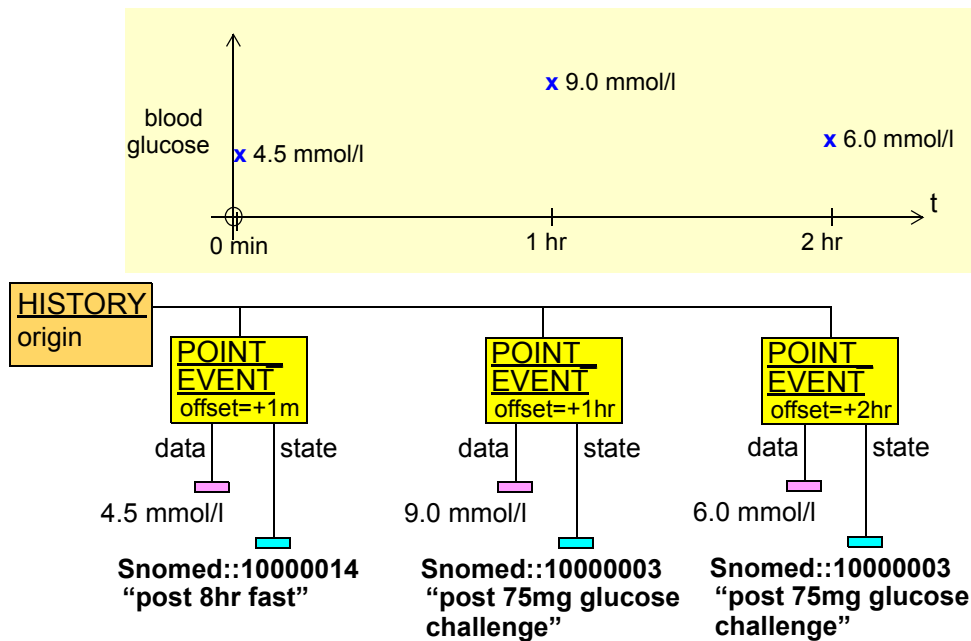 x 9.0 mmol/l
blood
glucose
x 4.5 mmol/l
x 6.0 mmol/l
t
0 min
1 hr
2 hr
HISTORY
origin
POINT_
EVENT
offset=+1m
POINT_
EVENT
offset=+1hr
POINT_
EVENT
offset=+2hr
data
state
data
state
data
state
4.5 mmol/l
9.0 mmol/l
6.0 mmol/l
Snomed::10000014
“post 8hr fast”
Snomed::10000003
“post 75mg glucose
challenge”
Snomed::10000003
“post 75mg glucose
challenge”